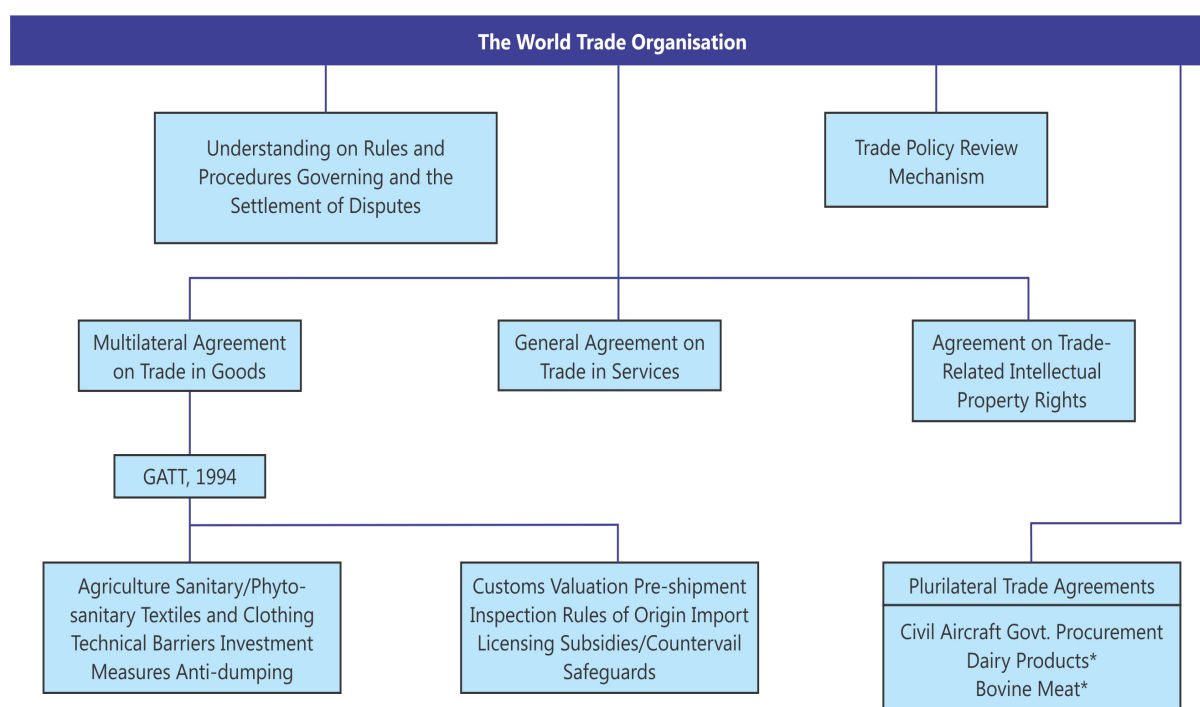 The World Trade Organisation
Understanding on Rules and
Procedures Governing and the
Settlement of Disputes
Trade Policy Review
Mechanism
Multilateral Agreement
on Trade in Goods
General Agreement on
Trade in Services
Agreement on Trade-
Related Intellectual
Property Rights
GATT, 1994
Agriculture Sanitary/Phyto-
sanitary Textiles and Clothing
Technical Barriers Investment
Measures Anti-dumping
Customs Valuation Pre-shipment
Inspection Rules of Origin Import
Licensing Subsidies/Countervail
Safeguards
Plurilateral Trade Agreements
Civil Aircraft Govt. Procurement
Dairy Products*
Bovine Meat*